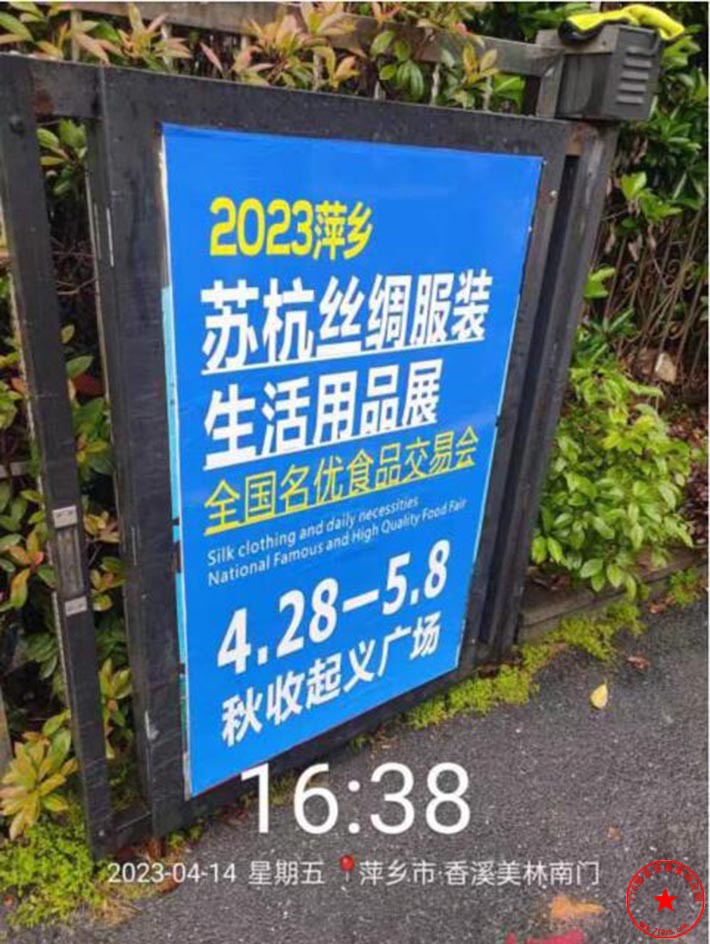 2023萍乡
苏杭丝绸服装
生活用品展
全国名优食品交易会
Silk clothing and daily necessities
National Famous and High Quality Food Fair
4.28—5.8
秋收起义广场
16:38
2023-04-14 星期五 萍乡市·香溪美林南门